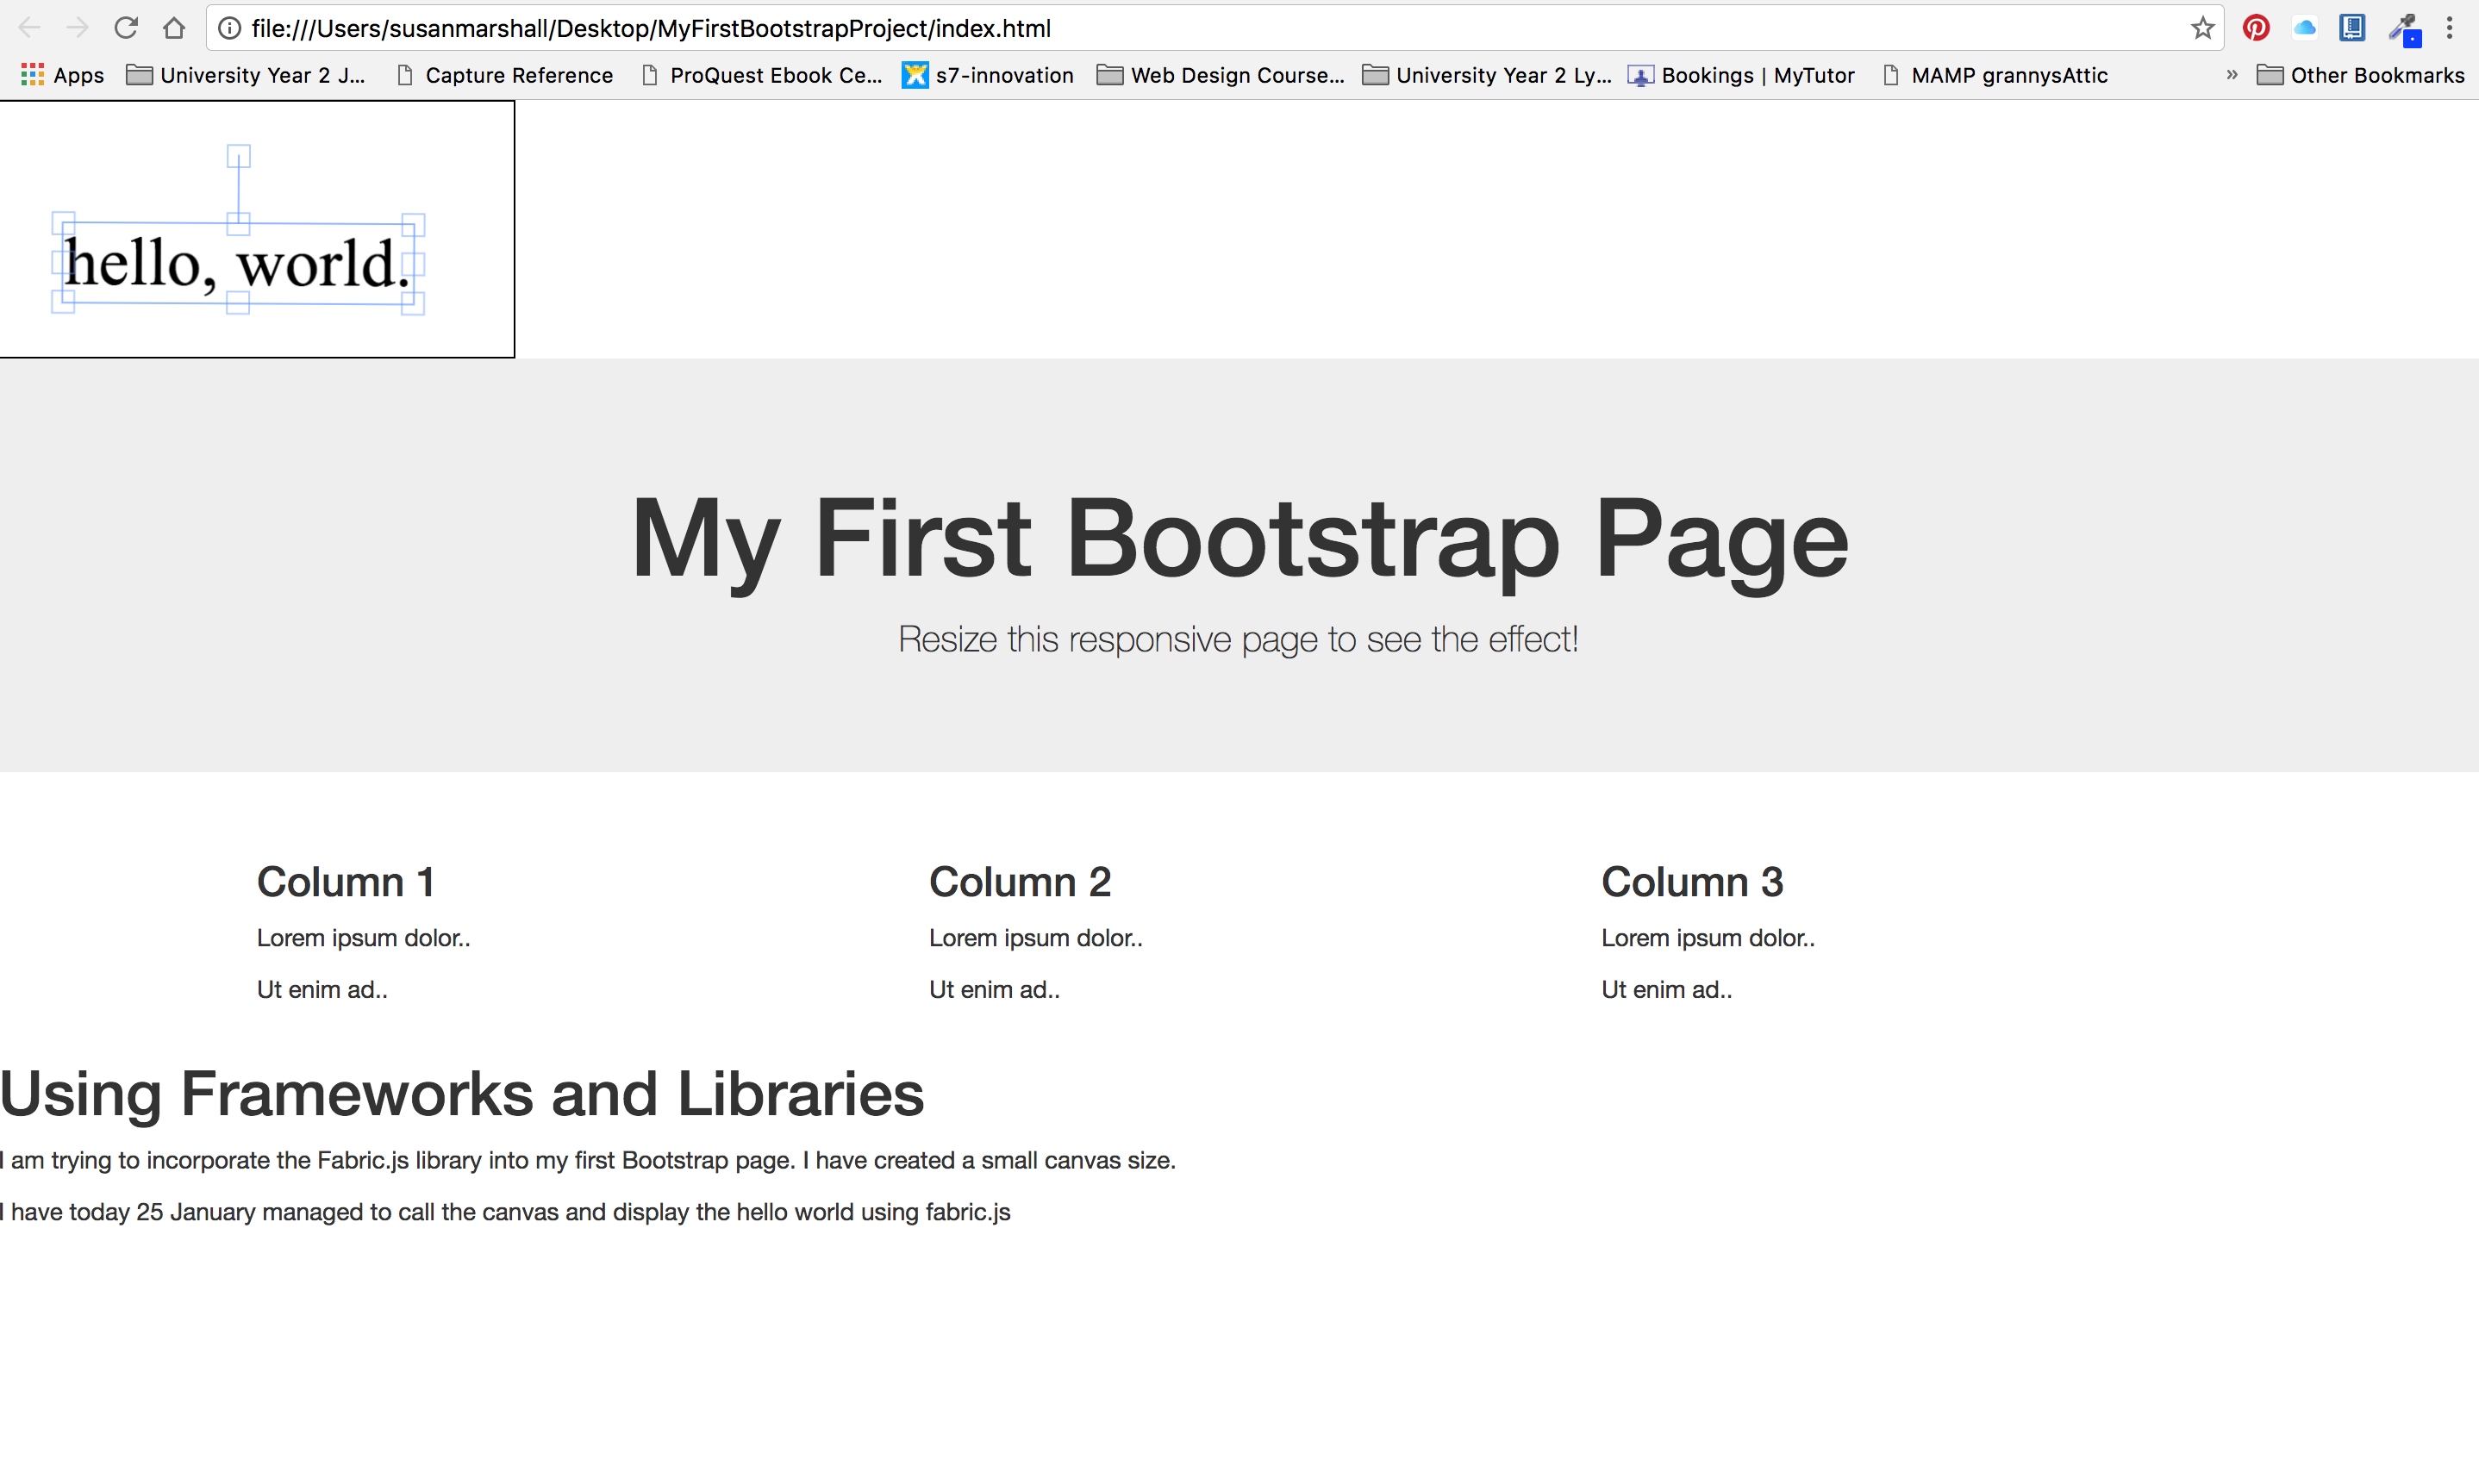 file:///Users/susanmarshall/Desktop/MyFirstBootstrapProject/index.html
Apps University Year 2 J... Capture Reference ProQuest Ebook Ce... s7-innovation Web Design Course... University Year 2 Ly... Bookings | MyTutor MAMP grannysAttic » Other Bookmarks
hello, world.
My First Bootstrap Page
Resize this responsive page to see the effect!
Column 1 Column 2 Column 3
Lorem ipsum dolor.. Lorem ipsum dolor.. Lorem ipsum dolor..
Ut enim ad.. Ut enim ad.. Ut enim ad..
Using Frameworks and Libraries
I am trying to incorporate the Fabric.js library into my first Bootstrap page. I have created a small canvas size.
I have today 25 January managed to call the canvas and display the hello world using fabric.js